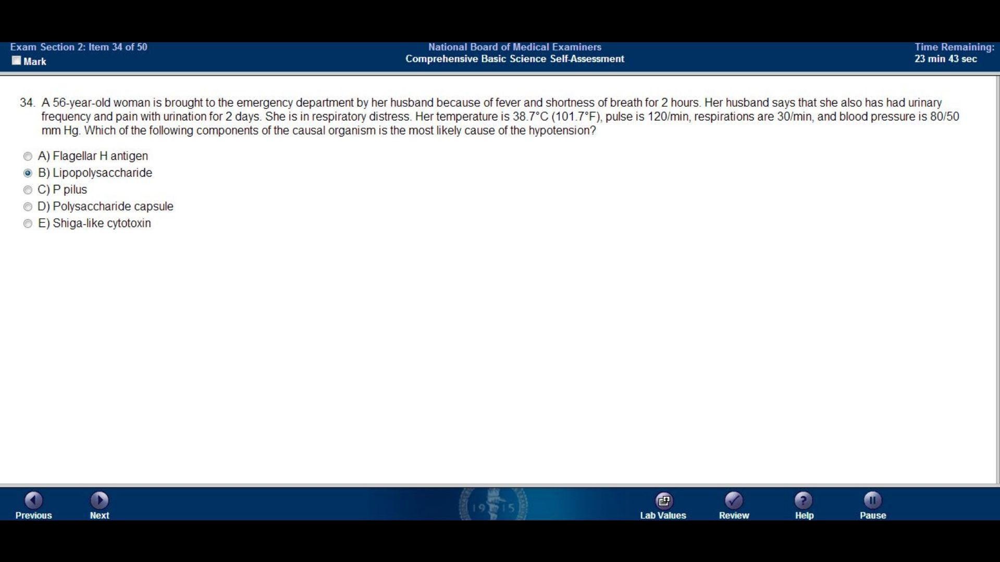 Exam Section 2: Item 34 of 50
National Board of Medical Examiners
Time Remaining:
Mark
Comprehensive Basic Science Self-Assessment
23 min 43 sec
34. A 56-year-old woman is brought to the emergency department by her husband because of fever and shortness of breath for 2 hours. Her husband says that she also has had urinary
frequency and pain with urination for 2 days. She is in respiratory distress. Her temperature is 38.7°C (101.7°F), pulse is 120/min, respirations are 30/min, and blood pressure is 80/50
mm Hg. Which of the following components of the causal organism is the most likely cause of the hypotension?
A) Flagellar H antigen
B) Lipopolysaccharide
C) P pilus
D) Polysaccharide capsule
E) Shiga-like cytotoxin
1915
Previous
Next
Lab Values
Review
Help
Pause